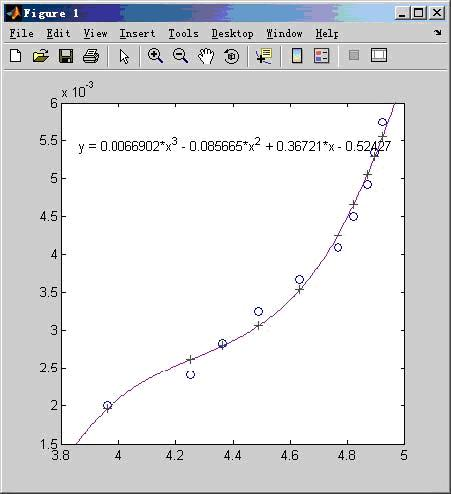 Figure 1
File Edit View Insert Tools Desktop Window Help
x 10^-3
6
y = 0.0066902*x^3 - 0.085665*x^2 + 0.36721*x - 0.52427
5.5
5
4.5
4
3.5
3
2.5
2
1.5
3.8 4 4.2 4.4 4.6 4.8 5